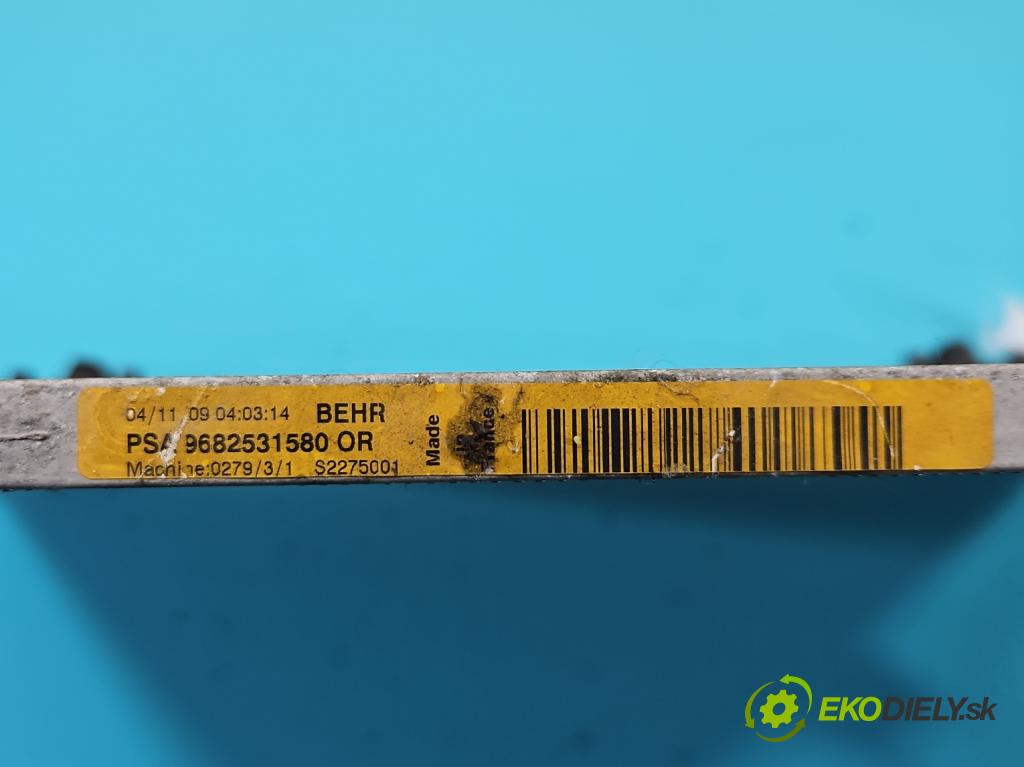 04/11 09 04:03:14 BEHR
PSA 9682531580 OR
Machine:0279/3/1 S2275001
Made
France
EKODIELY.sk